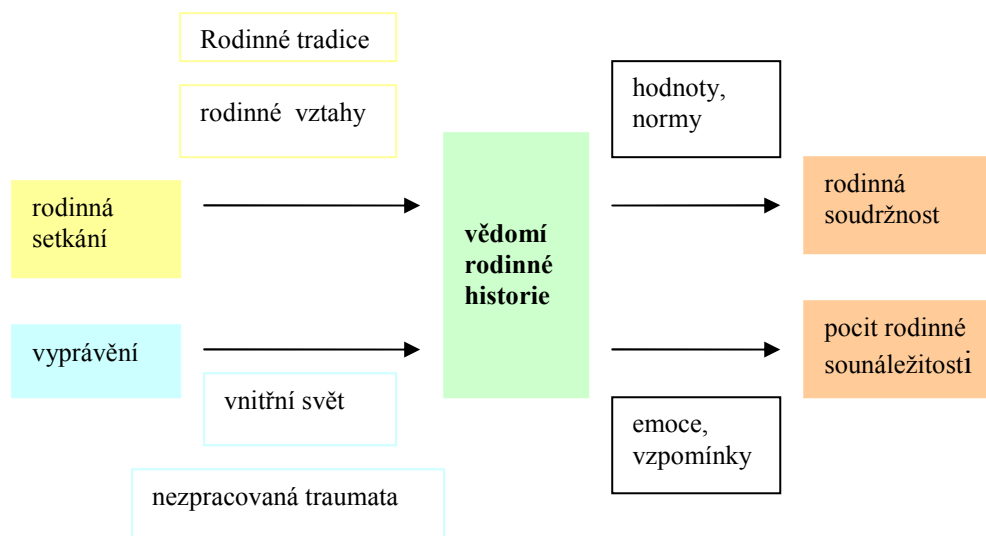 Rodinné tradice
rodinné vztahy
hodnoty,
normy
rodinná
setkání
vědomí
rodinné
historie
rodinná
soudržnost
vyprávění
pocit rodinné
sounáležitosti
vnitřní svět
emoce,
vzpomínky
nezpracovaná traumata